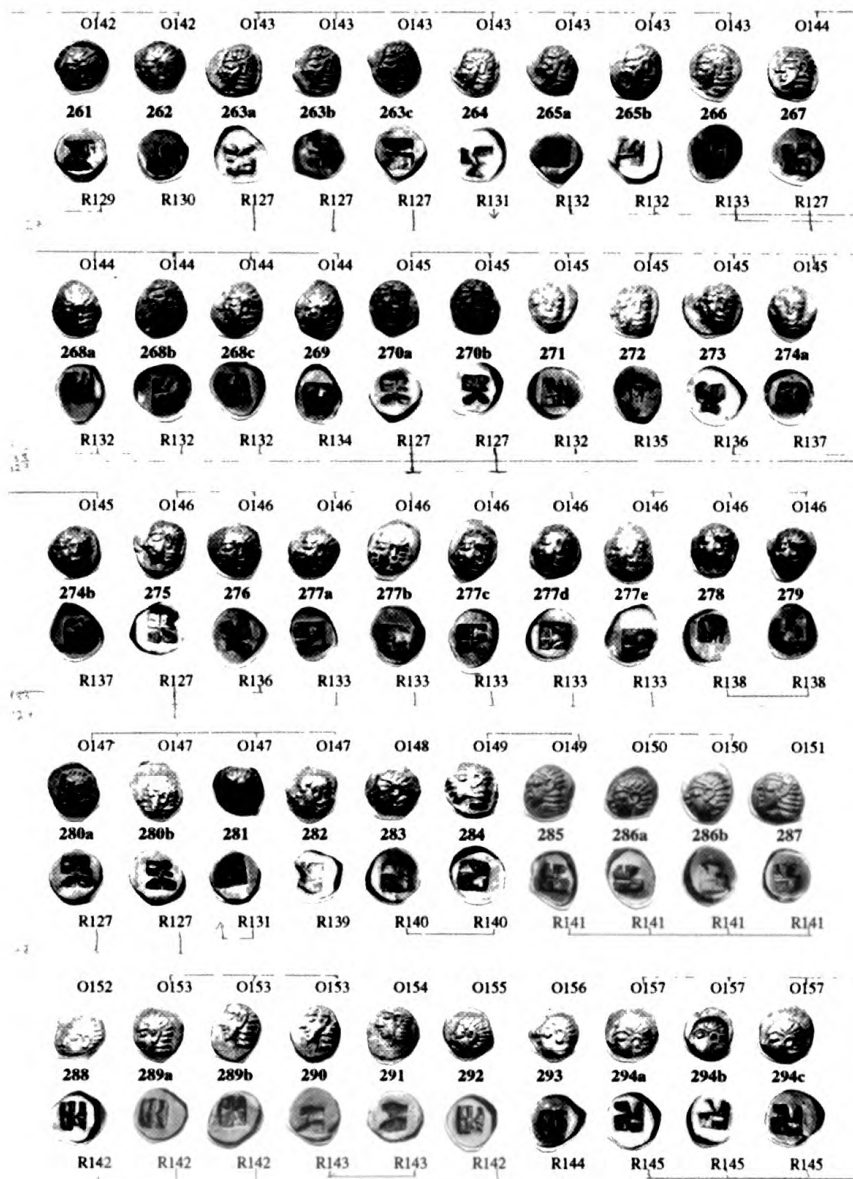 O142 O142 O143 O143 O143 O143 O143 O143 O143 O144
261 262 263a 263b 263c 264 265a 265b 266 267
R129 R130 R127 R127 R127 R131 R132 R132 R133 R127
O144 O144 O144 O144 O145 O145 O145 O145 O145 O145
268a 268b 268c 269 270a 270b 271 272 273 274a
R132 R132 R132 R134 R127 R127 R132 R135 R136 R137
O145 O146 O146 O146 O146 O146 O146 O146 O146 O146
274b 275 276 277a 277b 277c 277d 277e 278 279
R137 R127 R136 R133 R133 R133 R133 R133 R138 R138
O147 O147 O147 O147 O148 O149 O149 O150 O150 O151
280a 280b 281 282 283 284 285 286a 286b 287
R127 R127 R131 R139 R140 R140 R141 R141 R141 R141
O152 O153 O153 O153 O154 O155 O156 O157 O157 O157
288 289a 289b 290 291 292 293 294a 294b 294c
R142 R142 R142 R143 R143 R142 R144 R145 R145 R145